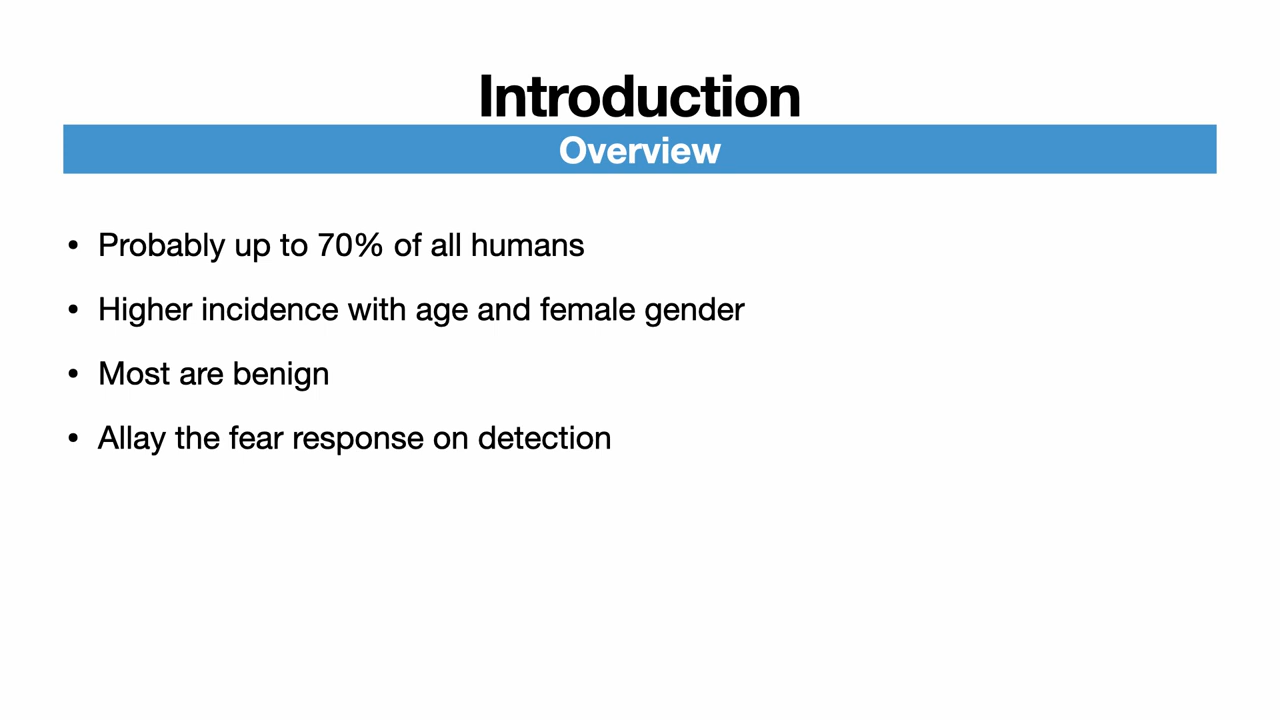 Introduction
Overview
• Probably up to 70% of all humans
• Higher incidence with age and female gender
• Most are benign
• Allay the fear response on detection